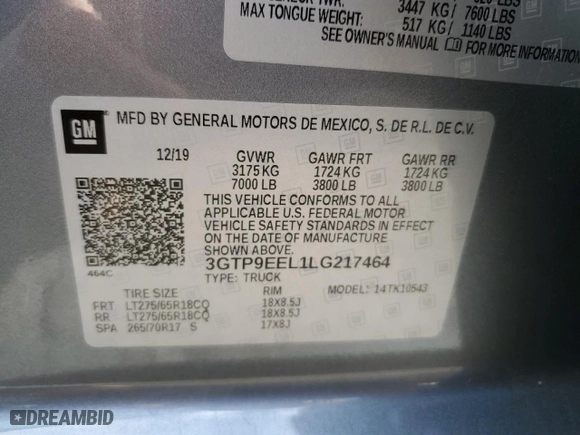 3447 KG / 7600 LBS
MAX TONGUE WEIGHT: 517 KG / 1140 LBS
SEE OWNER'S MANUAL FOR MORE INFORMATION
GM
MFD BY GENERAL MOTORS DE MEXICO, S. DE R.L. DE C.V.
12/19 GVWR GAWR FRT GAWR RR
3175 KG 1724 KG 1724 KG
7000 LB 3800 LB 3800 LB
THIS VEHICLE CONFORMS TO ALL
APPLICABLE U.S. FEDERAL MOTOR
VEHICLE SAFETY STANDARDS IN
EFFECT ON THE DATE OF MANUFACTURE
SHOWN ABOVE.
464C
3GTP9EEL1LG217464
TYPE: TRUCK
TIRE SIZE RIM MODEL: 14TK10543
FRT LT275/65R18CQ 18X8.5J
RR LT275/65R18CQ 18X8.5J
SPA 265/70R17 S 17X8J
DREAMBID